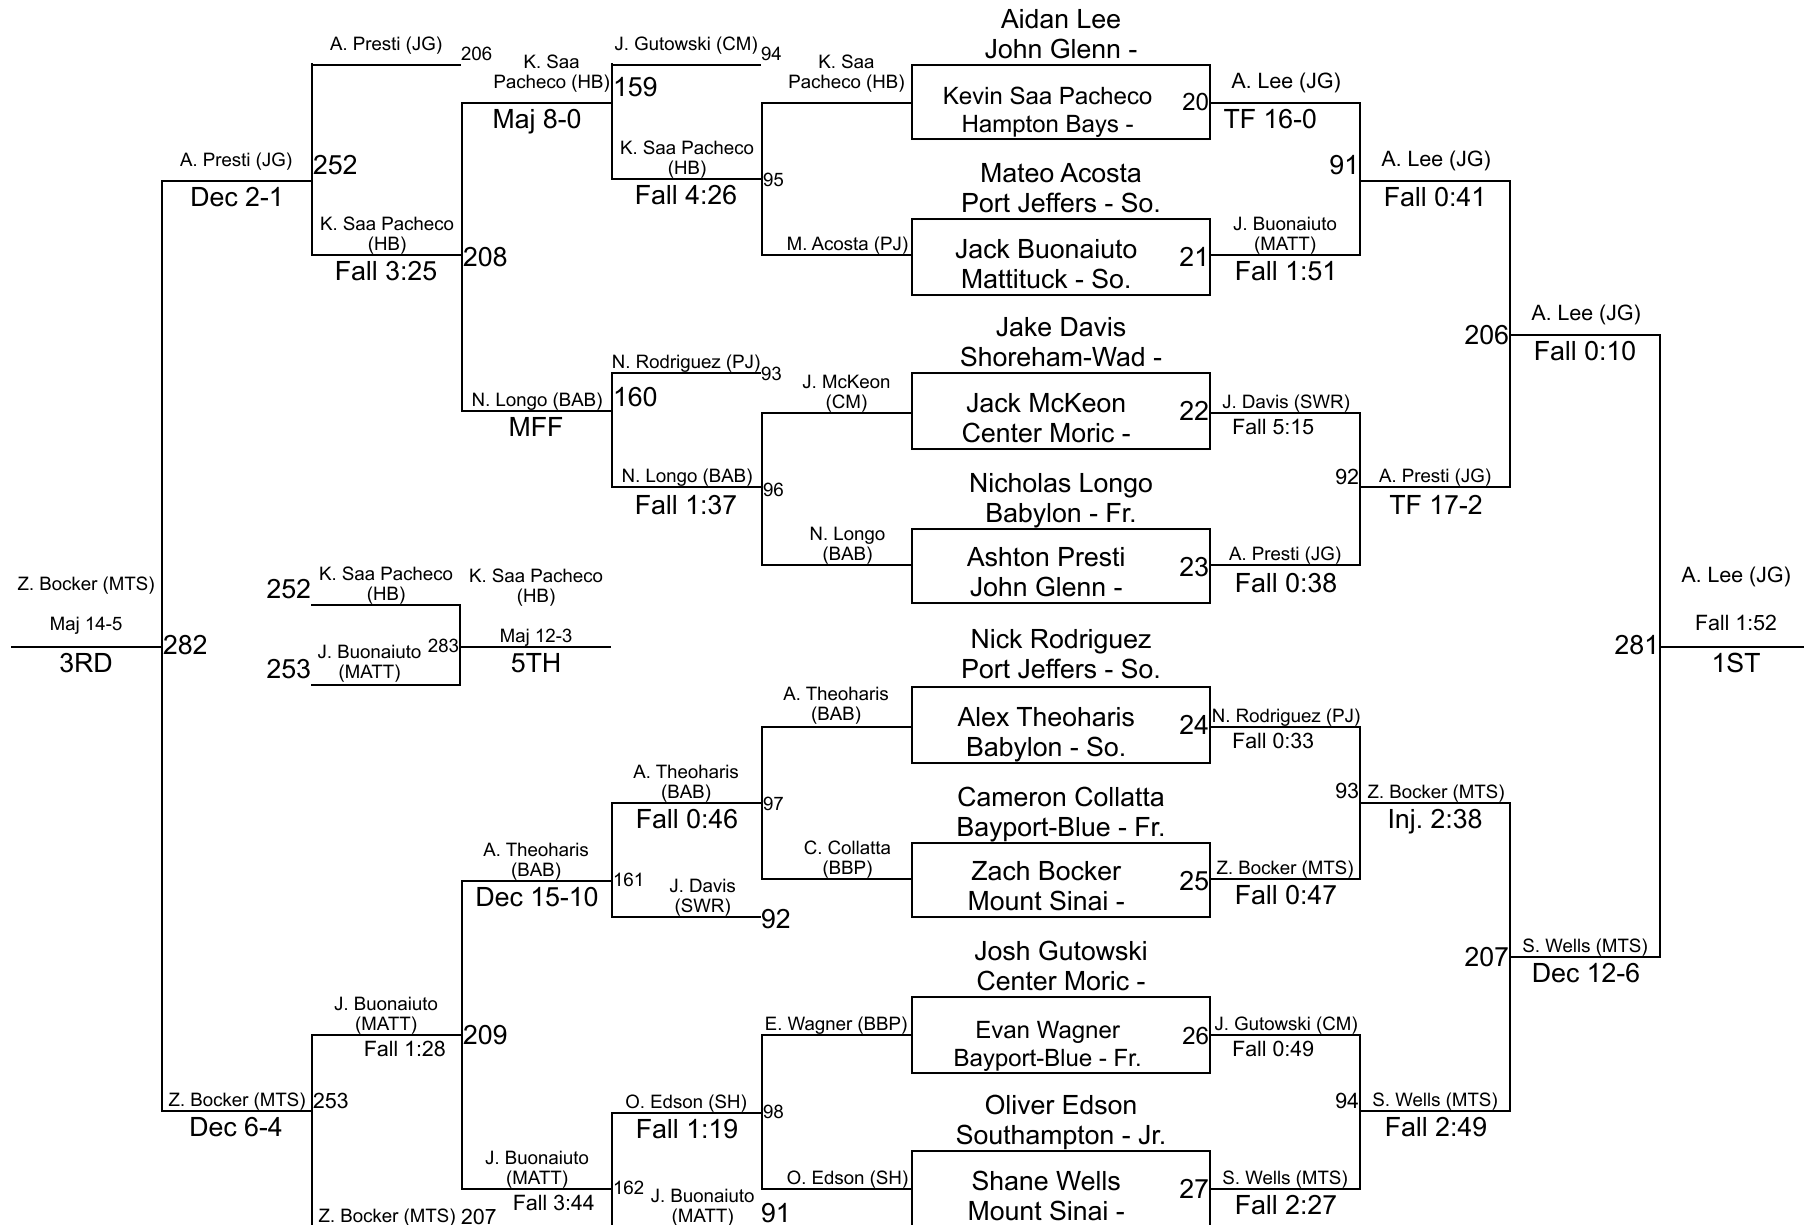 Aidan Lee
A. Presti (JG)
206
J. Gutowski (CM)
94
John Glenn -
K. Saa
Pacheco (HB)
K. Saa
Pacheco (HB)
A. Lee (JG)
159
Kevin Saa Pacheco
20
Maj 8-0
Hampton Bays -
TF 16-0
A. Presti (JG)
252
K. Saa Pacheco
(HB)
Mateo Acosta
91
A. Lee (JG)
Dec 2-1
Fall 4:26
95
Port Jeffers - So.
Fall 0:41
K. Saa Pacheco
(HB)
208
M. Acosta (PJ)
Jack Buonaiuto
21
J. Buonaiuto
(MATT)
Fall 3:25
Mattituck - So.
Fall 1:51
Jake Davis
206
A. Lee (JG)
Shoreham-Wad -
Fall 0:10
N. Rodriguez (PJ)
93
J. McKeon
(CM)
N. Longo (BAB)
160
Jack McKeon
22
J. Davis (SWR)
MFF
Center Moric -
Fall 5:15
N. Longo (BAB)
96
Nicholas Longo
92
A. Presti (JG)
Fall 1:37
Babylon - Fr.
TF 17-2
N. Longo
(BAB)
Ashton Presti
23
A. Presti (JG)
John Glenn -
Fall 0:38
Z. Bocker (MTS)
252
K. Saa Pacheco
(HB)
K. Saa Pacheco
(HB)
A. Lee (JG)
Maj 14-5
282
J. Buonaiuto
(MATT)
283
Maj 12-3
Nick Rodriguez
281
Fall 1:52
3RD
253
5TH
Port Jeffers - So.
1ST
A. Theoharis
(BAB)
Alex Theoharis
24
N. Rodriguez (PJ)
Babylon - So.
Fall 0:33
A. Theoharis
(BAB)
97
Cameron Collatta
93
Z. Bocker (MTS)
Fall 0:46
Bayport-Blue - Fr.
Inj. 2:38
A. Theoharis
(BAB)
161
C. Collatta
(BBP)
Zach Bocker
25
Z. Bocker (MTS)
Dec 15-10
J. Davis
(SWR)
92
Mount Sinai -
Fall 0:47
Josh Gutowski
207
S. Wells (MTS)
Center Moric -
Dec 12-6
J. Buonaiuto
(MATT)
209
E. Wagner (BBP)
Evan Wagner
26
J. Gutowski (CM)
Fall 1:28
Bayport-Blue - Fr.
Fall 0:49
Z. Bocker (MTS)
253
O. Edson (SH)
98
Oliver Edson
94
S. Wells (MTS)
Dec 6-4
Fall 1:19
Southampton - Jr.
Fall 2:49
J. Buonaiuto
(MATT)
162
O. Edson (SH)
Shane Wells
27
S. Wells (MTS)
Fall 3:44
J. Buonaiuto
(MATT)
91
Mount Sinai -
Fall 2:27
Z. Bocker (MTS)
207